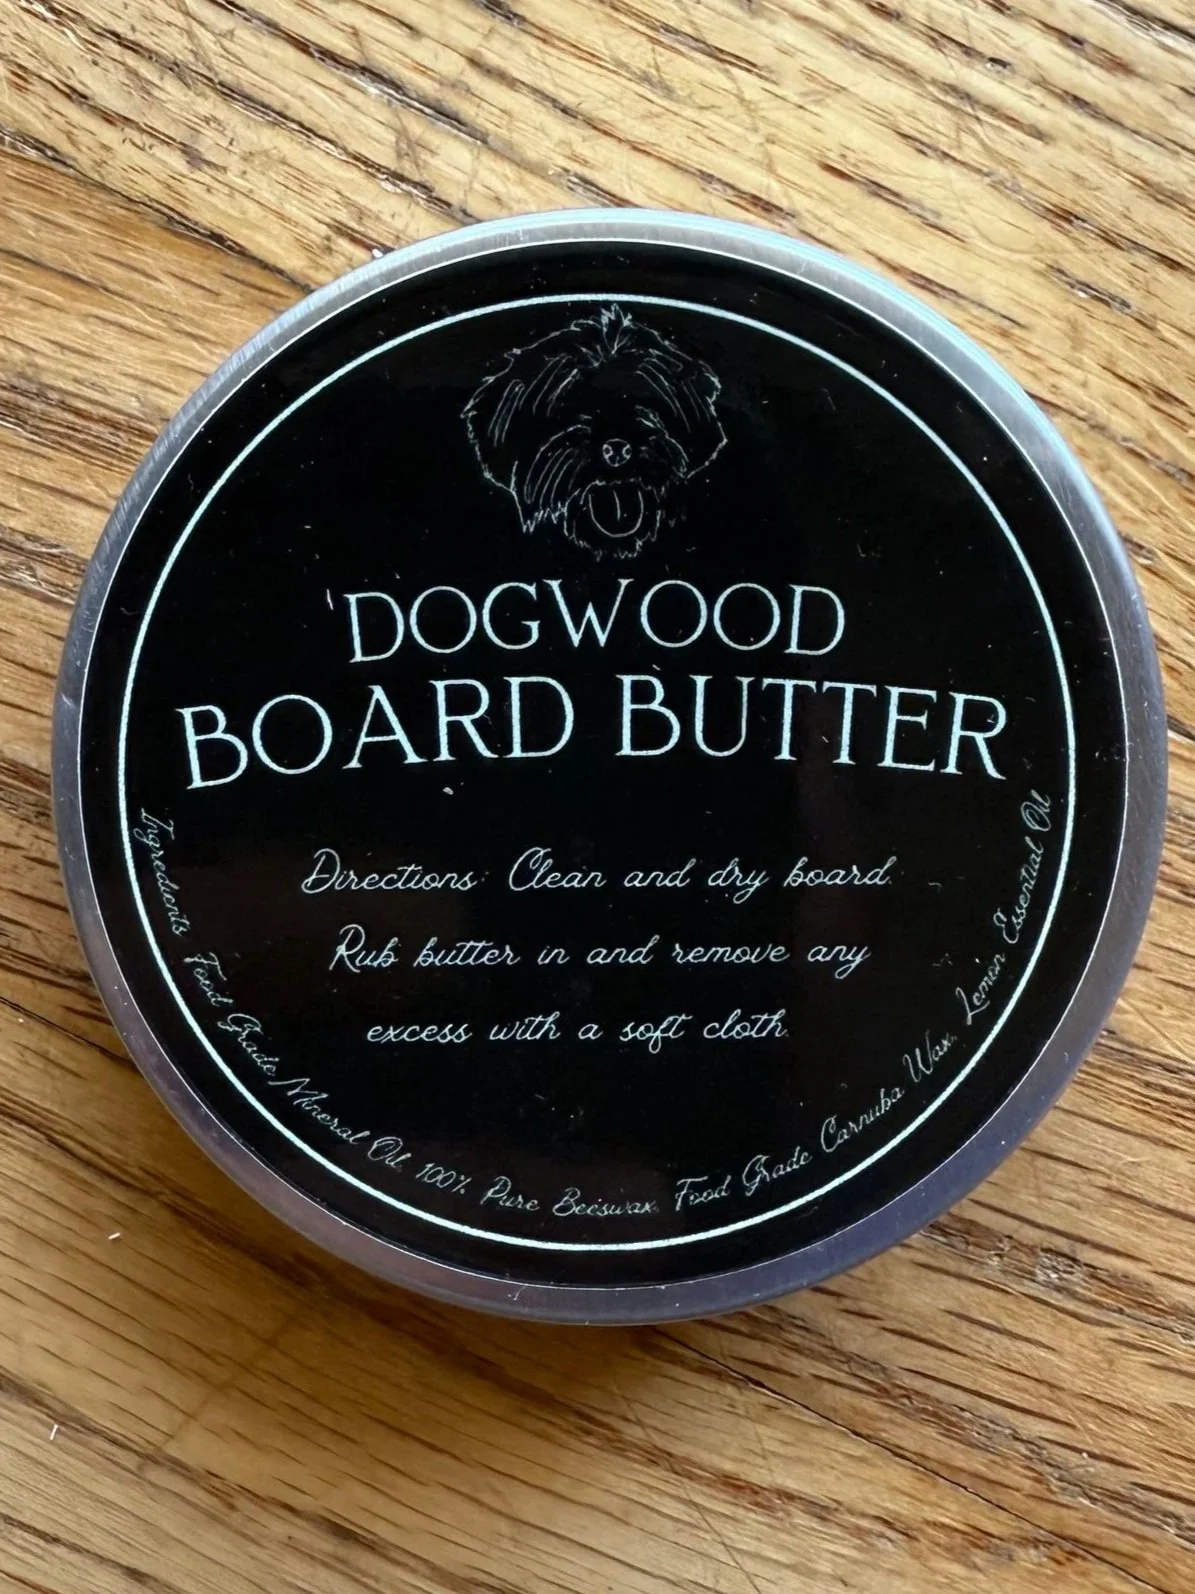 DOGWOOD
BOARD BUTTER
Directions: Clean and dry board.
Rub butter in and remove any
excess with a soft cloth.
Ingredients: Food Grade Mineral Oil, 100% Pure Beeswax, Food Grade Carnuba Wax, Lemon Essential Oil